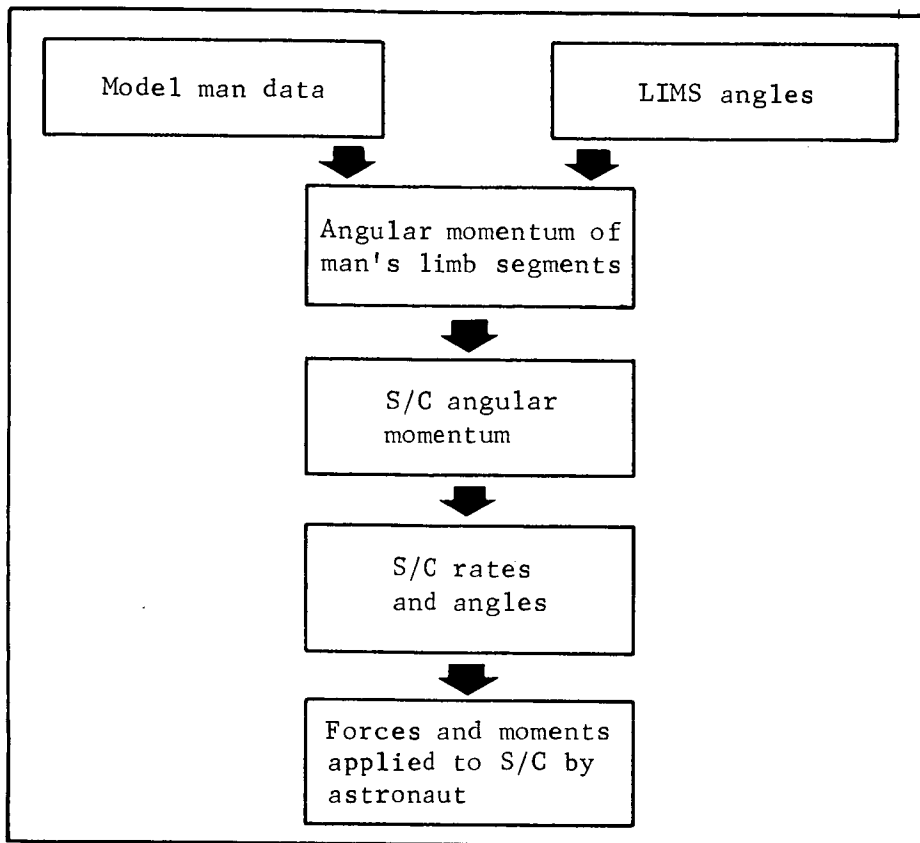 Model man data
LIMS angles
Angular momentum of
man's limb segments
S/C angular
momentum
S/C rates
and angles
Forces and moments
applied to S/C by
astronaut